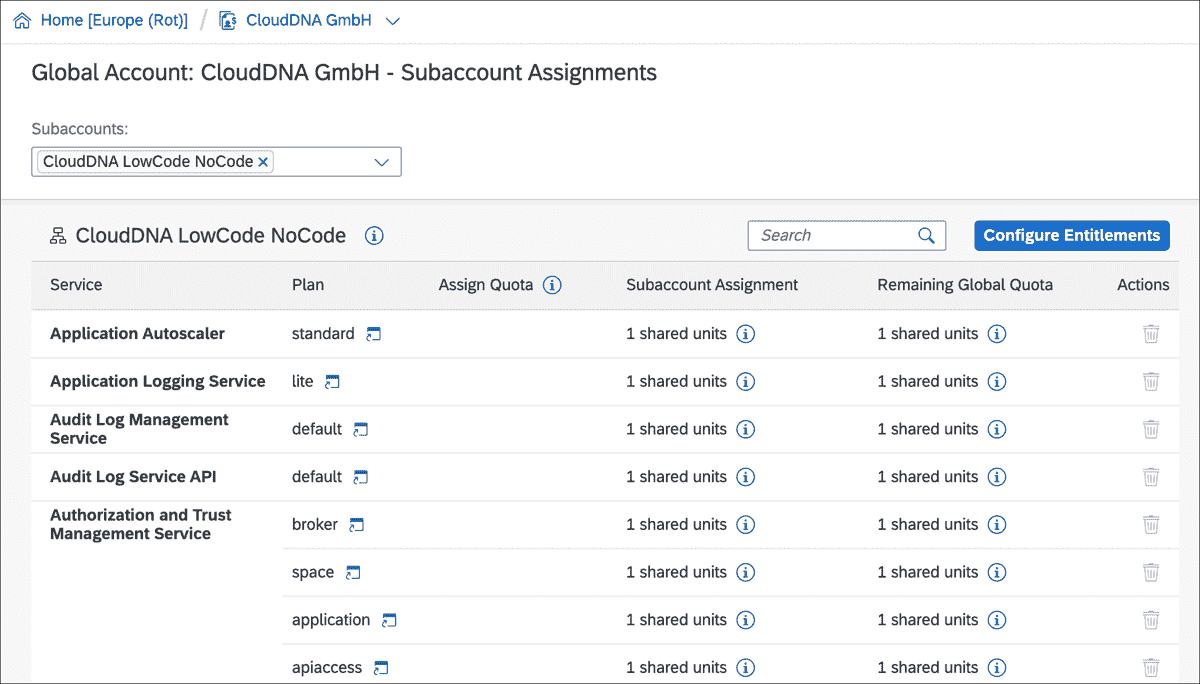 Home [Europe (Rot)] / CloudDNA GmbH
Global Account: CloudDNA GmbH - Subaccount Assignments
Subaccounts:
CloudDNA LowCode NoCode
CloudDNA LowCode NoCode Search Configure Entitlements
Service Plan Assign Quota Subaccount Assignment Remaining Global Quota Actions
Application Autoscaler standard 1 shared units 1 shared units
Application Logging Service lite 1 shared units 1 shared units
Audit Log Management
Service
default 1 shared units 1 shared units
Audit Log Service API default 1 shared units 1 shared units
Authorization and Trust
Management Service
broker 1 shared units 1 shared units
space 1 shared units 1 shared units
application 1 shared units 1 shared units
apiaccess 1 shared units 1 shared units